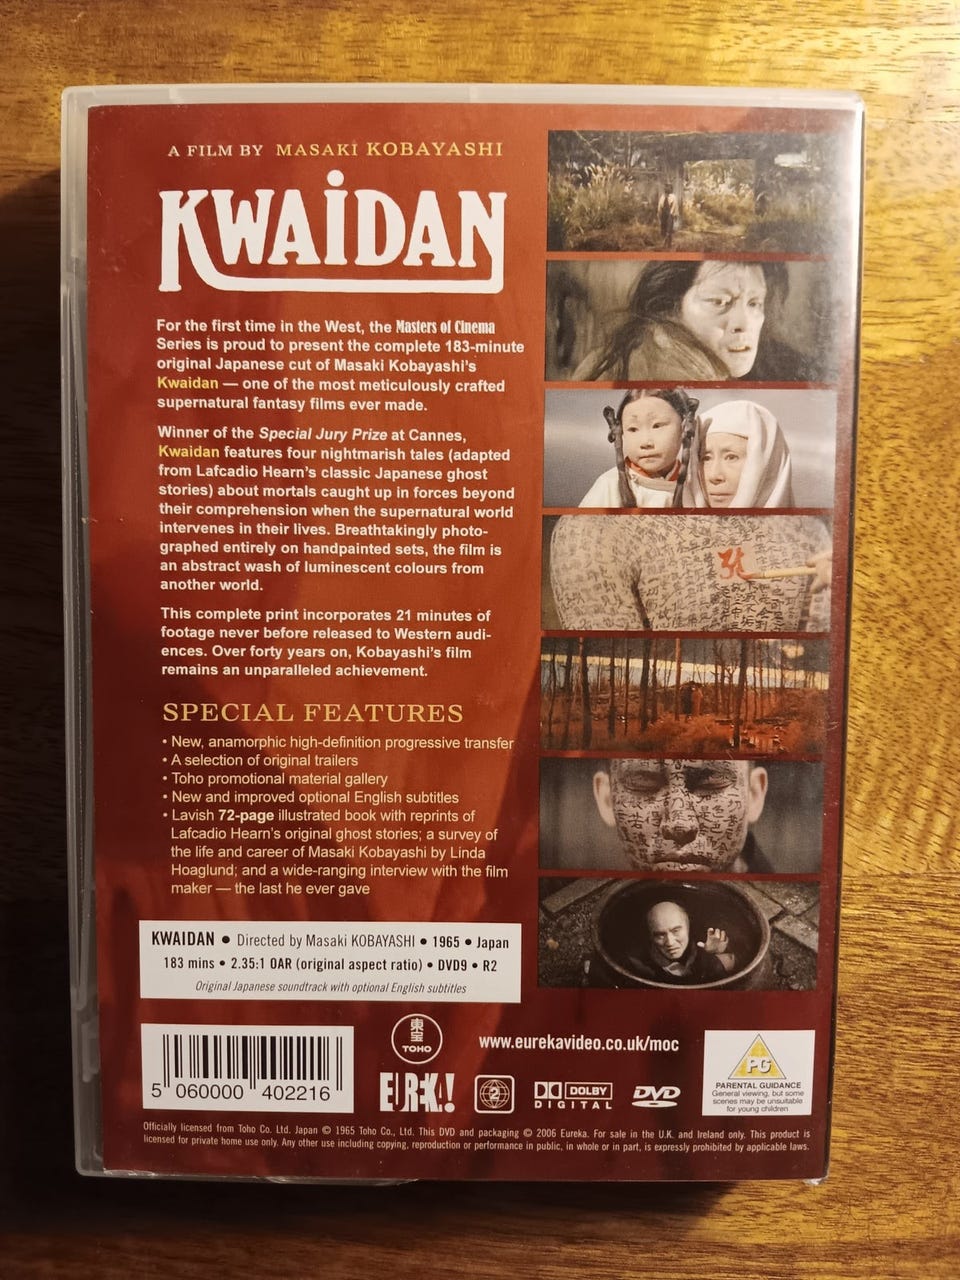 A FILM BY MASAKI KOBAYASHI
KWAiDAN
For the first time in the West, the Masters of Cinema
Series is proud to present the complete 183-minute
original Japanese cut of Masaki Kobayashi's
Kwaidan — one of the most meticulously crafted
supernatural fantasy films ever made.
Winner of the Special Jury Prize at Cannes,
Kwaidan features four nightmarish tales (adapted
from Lafcadio Hearn's classic Japanese ghost
stories) about mortals caught up in forces beyond
their comprehension when the supernatural world
intervenes in their lives. Breathtakingly photo-
graphed entirely on handpainted sets, the film is
an abstract wash of luminescent colours from
another world.
This complete print incorporates 21 minutes of
footage never before released to Western audi-
ences. Over forty years on, Kobayashi's film
remains an unparalleled achievement.
SPECIAL FEATURES
• New, anamorphic high-definition progressive transfer
• A selection of original trailers
• Toho promotional material gallery
• New and improved optional English subtitles
• Lavish 72-page illustrated book with reprints of
Lafcadio Hearn's original ghost stories; a survey of
the life and career of Masaki Kobayashi by Linda
Hoaglund; and a wide-ranging interview with the film
maker — the last he ever gave
KWAIDAN • Directed by Masaki KOBAYASHI • 1965 • Japan
183 mins • 2.35:1 OAR (original aspect ratio) • DVD9 • R2
Original Japanese soundtrack with optional English subtitles
5 060000 402216
東宝
TOHO
www.eurekavideo.co.uk/moc
EUREKA!
2
DOLBY
DIGITAL
DVD
PG
PARENTAL GUIDANCE
General viewing, but some
scenes may be unsuitable
for young children
Officially licensed from Toho Co. Ltd. Japan © 1965 Toho Co., Ltd. This DVD and packaging © 2006 Eureka. For sale in the U.K. and Ireland only. This product is
licensed for private home use only. Any other use including copying, reproduction or performance in public, in whole or in part, is expressly prohibited by applicable laws.